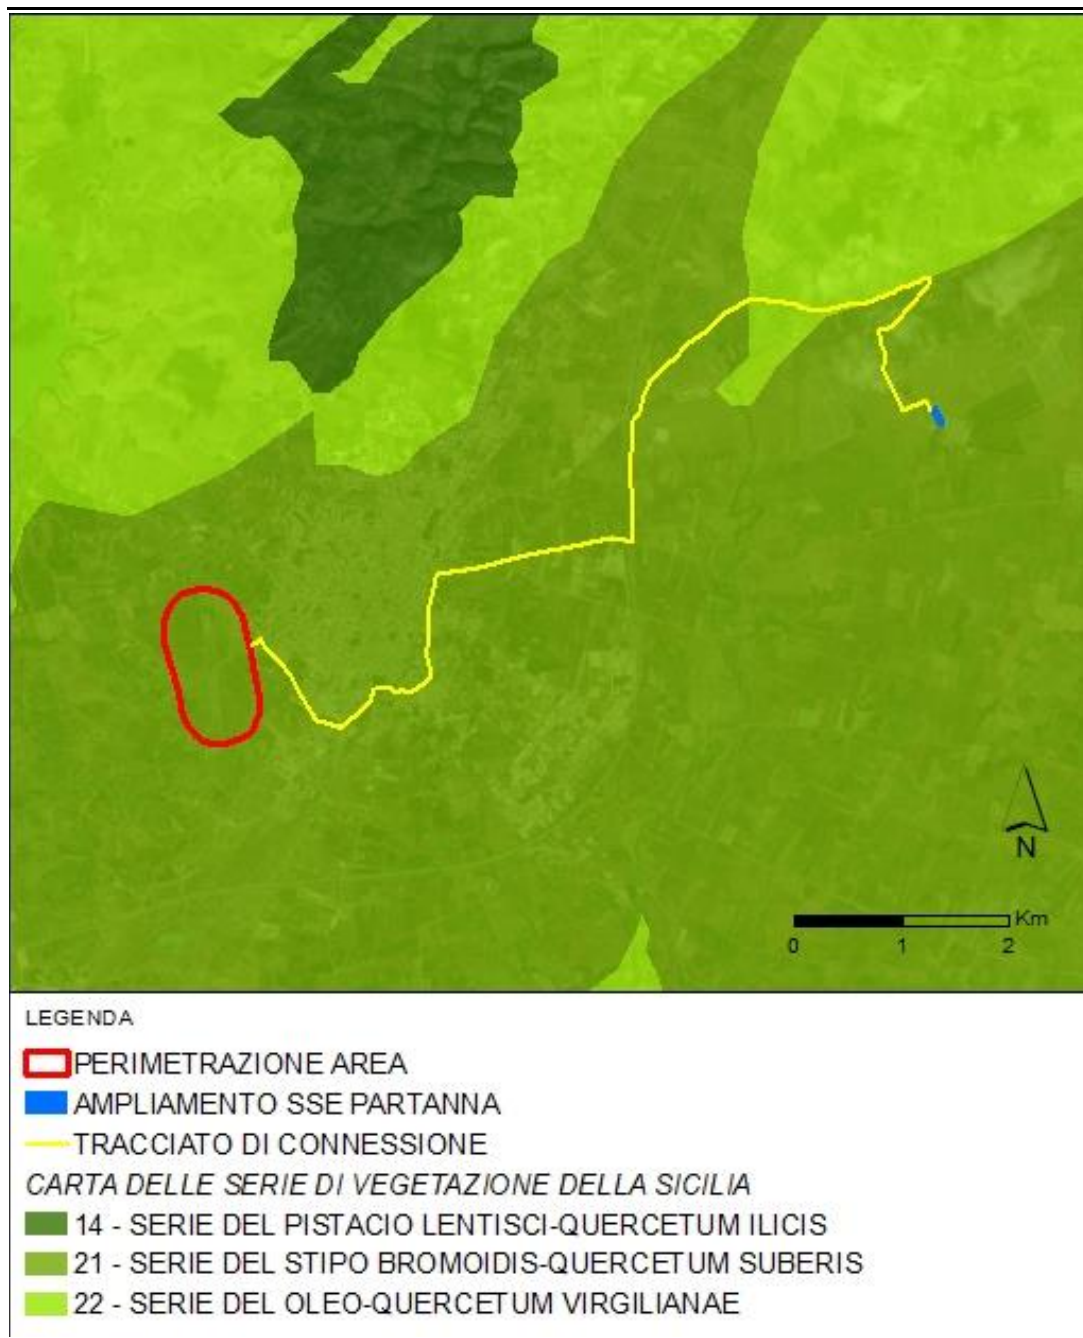 N
Km
0 1 2
LEGENDA
PERIMETRAZIONE AREA
AMPLIAMENTO SSE PARTANNA
TRACCIATO DI CONNESSIONE
CARTA DELLE SERIE DI VEGETAZIONE DELLA SICILIA
14 - SERIE DEL PISTACIO LENTISCI-QUERCETUM ILICIS
21 - SERIE DEL STIPO BROMOIDIS-QUERCETUM SUBERIS
22 - SERIE DEL OLEO-QUERCETUM VIRGILIANAE